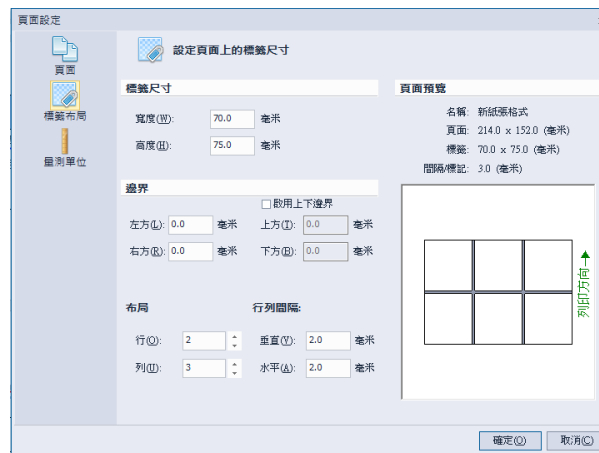 頁面設定
頁面
標籤布局
量測單位
設定頁面上的標籤尺寸
標籤尺寸
寬度(W): 70.0 毫米
高度(H): 75.0 毫米
邊界
啟用上下邊界
左方(L): 0.0 毫米 上方(T): 0.0 毫米
右方(R): 0.0 毫米 下方(B): 0.0 毫米
布局 行列間隔:
行(O): 2 垂直(V): 2.0 毫米
列(U): 3 水平(A): 2.0 毫米
頁面預覽
名稱: 新紙張格式
頁面: 214.0 x 152.0 (毫米)
標籤: 70.0 x 75.0 (毫米)
間隔/標記: 3.0 (毫米)
列印方向→
確定(O) 取消(C)